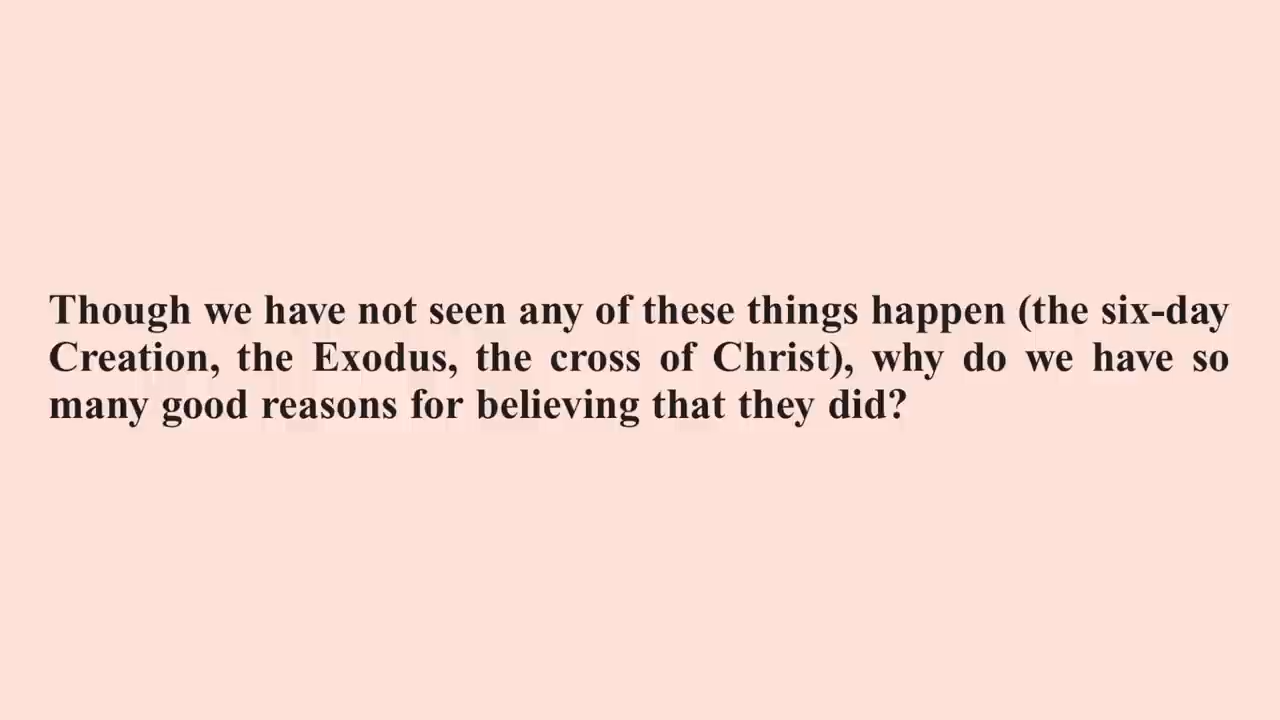 Though we have not seen any of these things happen (the six-day
Creation, the Exodus, the cross of Christ), why do we have so
many good reasons for believing that they did?